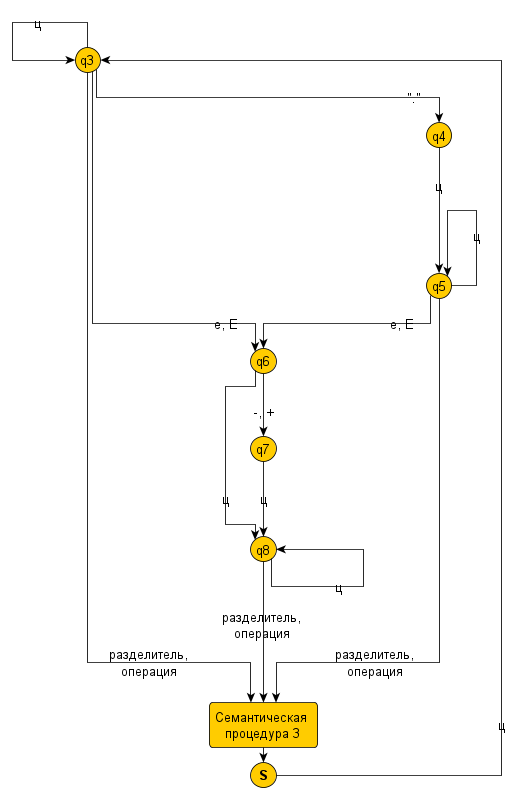 ц
q3
"."
q4
ц
ц
q5
e, E
e, E
q6
-, +
q7
ц
ц
q8
ц
разделитель,
операция
разделитель,
операция
разделитель,
операция
Семантическая
процедура 3
ц
S